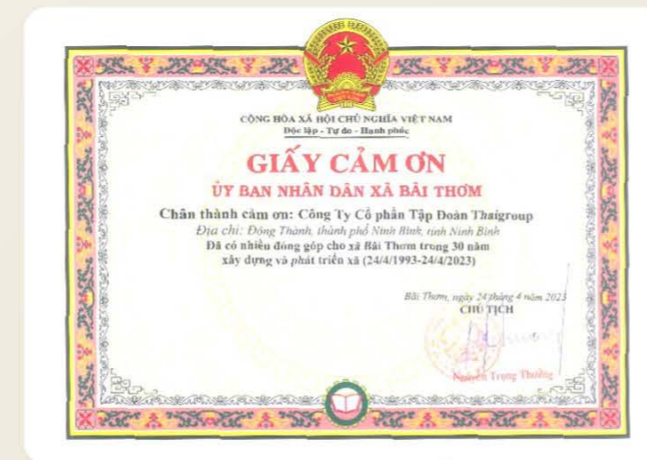 CỘNG HÒA XÃ HỘI CHỦ NGHĨA VIỆT NAM
Độc lập - Tự do - Hạnh phúc
GIẤY CẢM ƠN
ỦY BAN NHÂN DÂN XÃ BÃI THƠM
Chân thành cảm ơn: Công Ty Cổ phần Tập Đoàn Thaigroup
Địa chỉ: Đông Thành, thành phố Ninh Bình, tỉnh Ninh Bình
Đã có nhiều đóng góp cho xã Bãi Thơm trong 30 năm
xây dựng và phát triển xã (24/4/1993-24/4/2023)
Bãi Thơm, ngày 24 tháng 4 năm 2023
CHỦ TỊCH
Nguyễn Trọng Thưởng